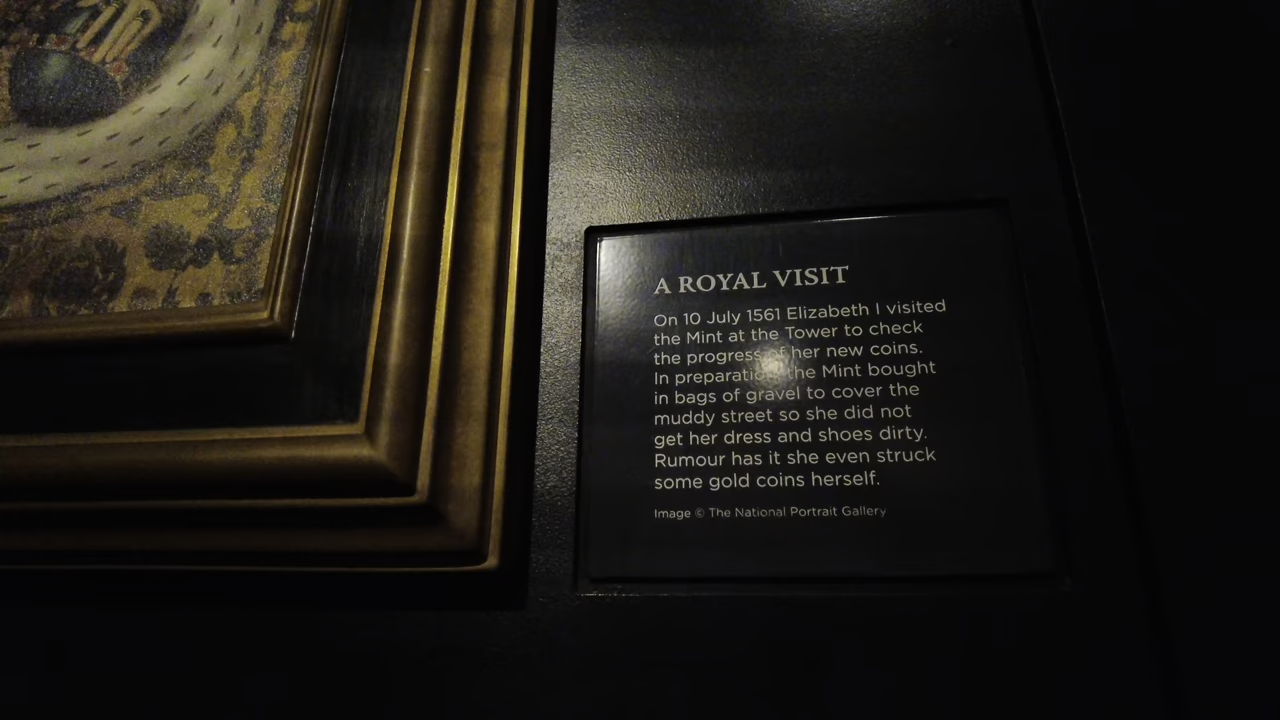 A ROYAL VISIT
On 10 July 1561 Elizabeth I visited
the Mint at the Tower to check
the progress of her new coins.
In preparation the Mint bought
in bags of gravel to cover the
muddy street so she did not
get her dress and shoes dirty.
Rumour has it she even struck
some gold coins herself.
Image © The National Portrait Gallery